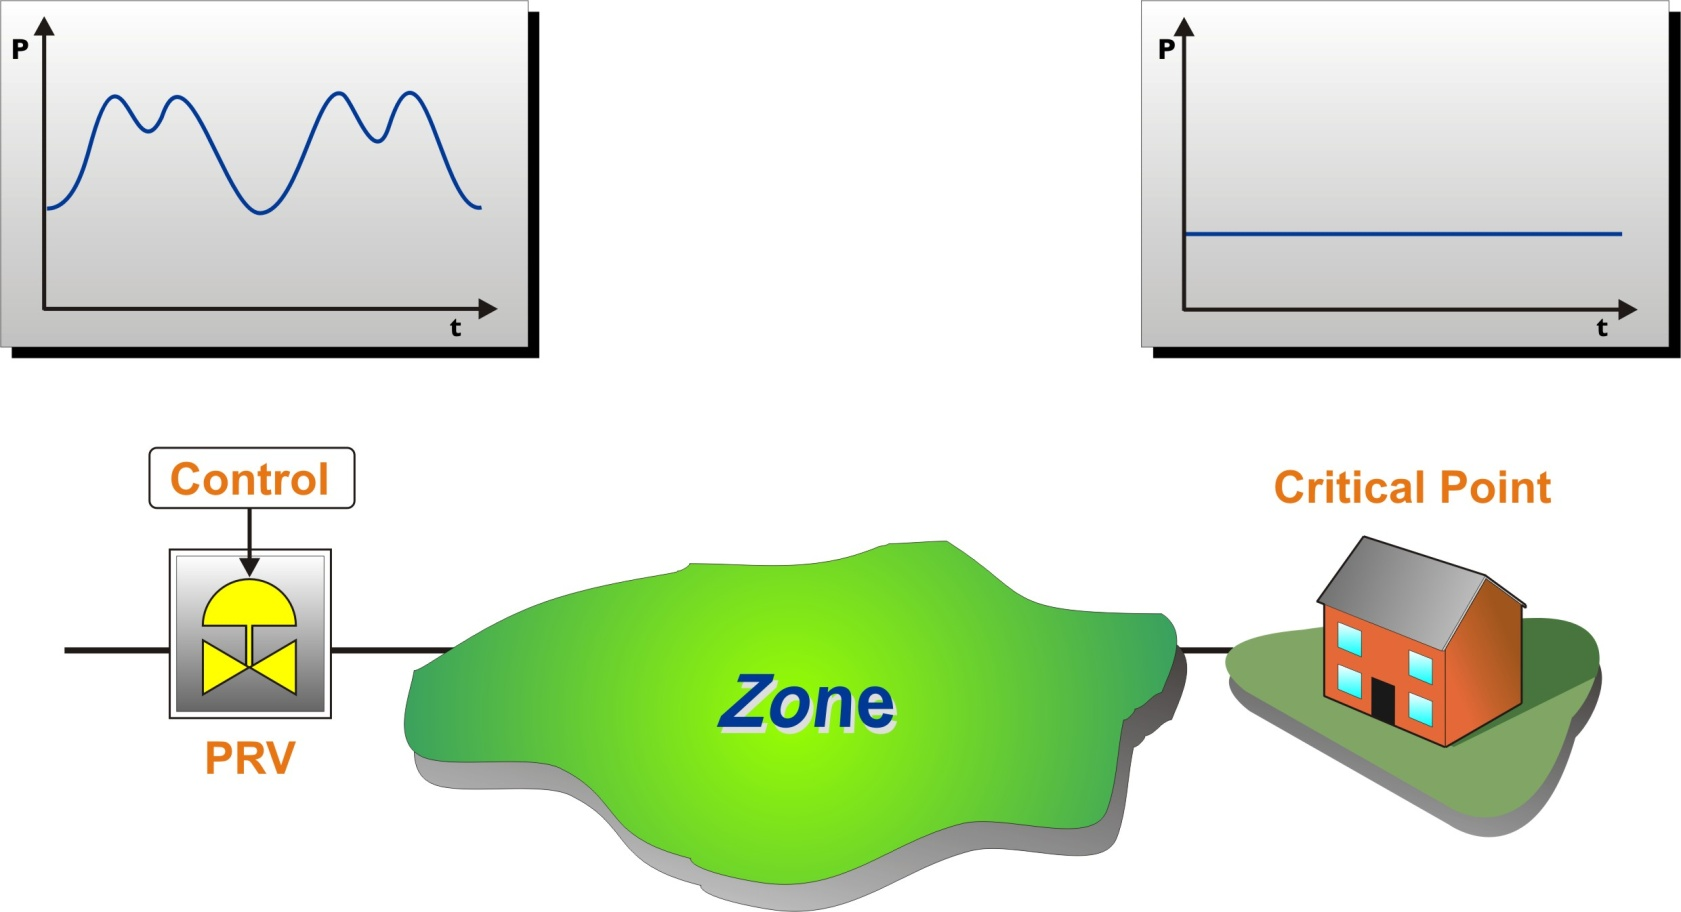 P
t
P
t
Control
PRV
Zone
Critical Point